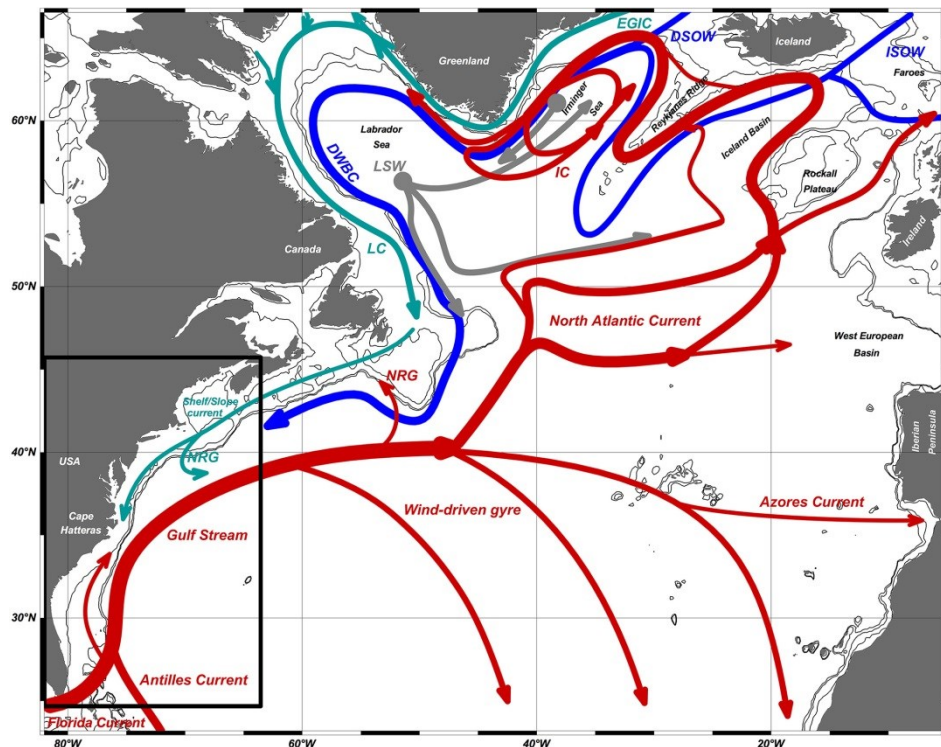 EGIC
DSOW
Iceland
ISOW
Greenland
Faroes
60°N
Labrador
Sea
Irminger
Sea
Reykjanes Ridge
Iceland Basin
DWBC
LSW
IC
Rockall
Plateau
Ireland
LC
Canada
50°N
North Atlantic Current
West European
Basin
NRG
Shelf/Slope
current
Iberian
Peninsula
USA
NRG
40°N
Azores Current
Wind-driven gyre
Cape
Hatteras
Gulf Stream
30°N
Antilles Current
Florida Current
80°W
60°W
40°W
20°W